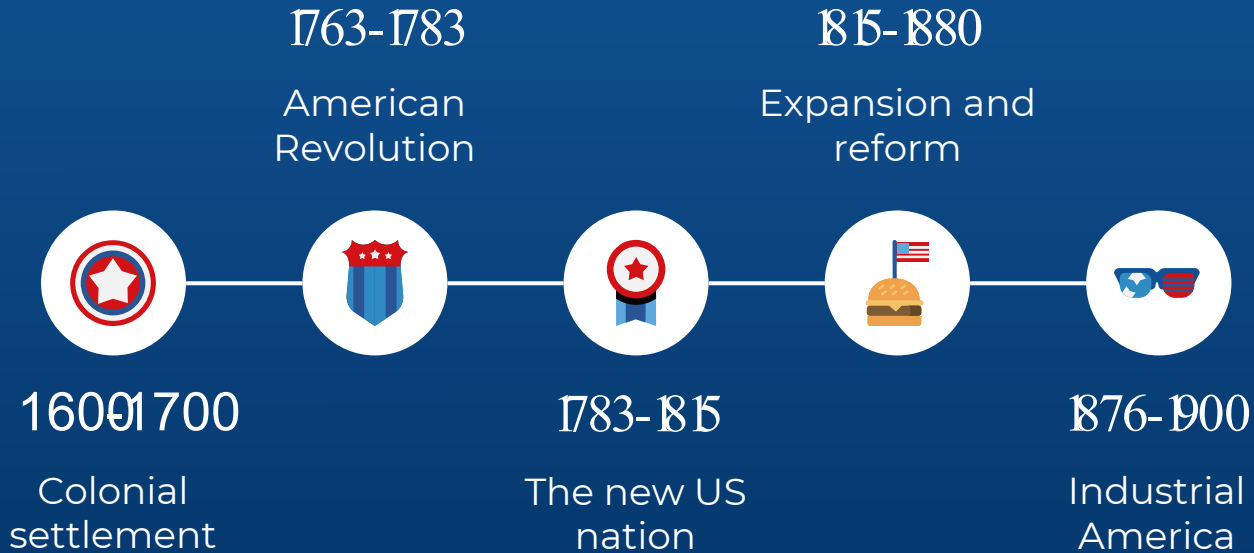 1763-1783
American
Revolution
1815-1880
Expansion and
reform
1600-1700
Colonial
settlement
1783-1815
The new US
nation
1876-1900
Industrial
America